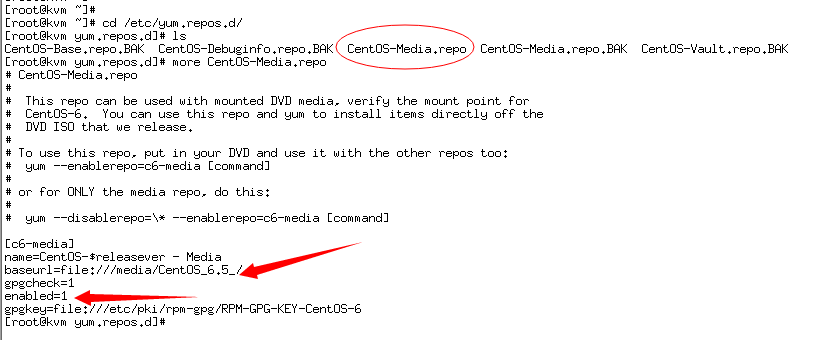 [root@kvm ~]#
[root@kvm ~]# cd /etc/yum.repos.d/
[root@kvm yum.repos.d]# ls
CentOS-Base.repo.BAK  CentOS-Debuginfo.repo.BAK  CentOS-Media.repo  CentOS-Media.repo.BAK  CentOS-Vault.repo.BAK
[root@kvm yum.repos.d]# more CentOS-Media.repo
# CentOS-Media.repo
#
#  This repo can be used with mounted DVD media, verify the mount point for
#  CentOS-6.  You can use this repo and yum to install items directly off the
#  DVD ISO that we release.
#
# To use this repo, put in your DVD and use it with the other repos too:
#  yum --enablerepo=c6-media [command]
#
# or for ONLY the media repo, do this:
#
#  yum --disablerepo=\* --enablerepo=c6-media [command]

[c6-media]
name=CentOS-$releasever - Media
baseurl=file:///media/CentOS_6.5_/
gpgcheck=1
enabled=1
gpgkey=file:///etc/pki/rpm-gpg/RPM-GPG-KEY-CentOS-6
[root@kvm yum.repos.d]#